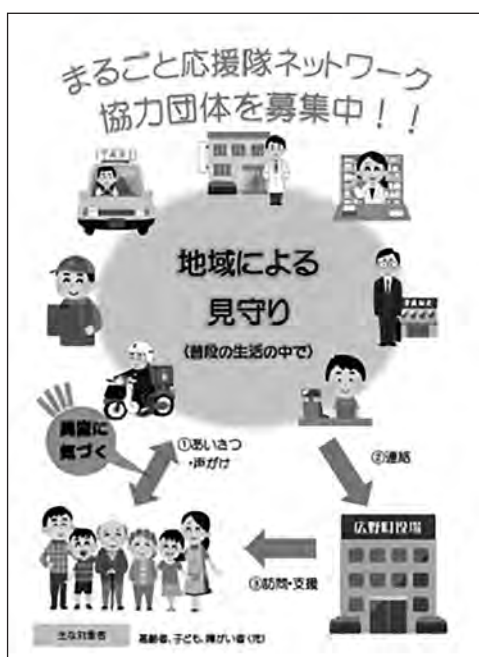 まるごと応援隊ネットワーク
協力団体を募集中！！
TAXI
地域による
見守り
（普段の生活の中で）
異変に
気づく
①あいさつ
・声がけ
②連絡
広野町役場
③訪問・支援
主な対象者
高齢者、子ども、障がい者（児）